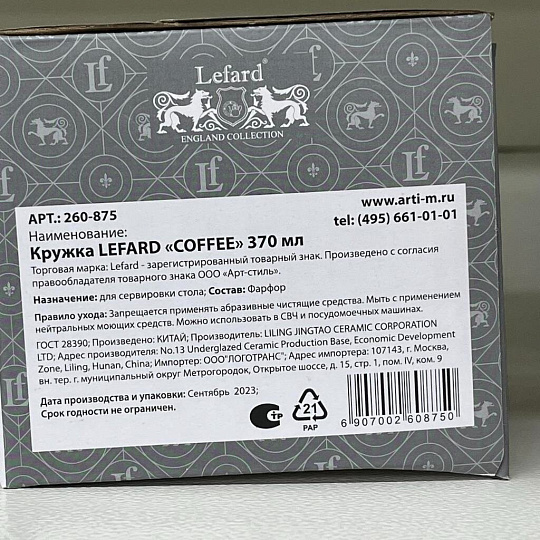 Lf
Lefard®
ENGLAND COLLECTION
Lf
Lf
АРТ.: 260-875
www.arti-m.ru
Наименование:
tel: (495) 661-01-01
Кружка LEFARD «COFFEE» 370 мл
Торговая марка: Lefard - зарегистрированный товарный знак. Произведено с согласия
правообладателя товарного знака ООО «Арт-стиль».
Назначение: для сервировки стола; Состав: Фарфор
Правило ухода: Запрещается применять абразивные чистящие средства. Мыть с применением
нейтральных моющих средств. Можно использовать в СВЧ и посудомоечных машинах.
ГОСТ 28390; Произведено: КИТАЙ; Производитель: LILING JINGTAO CERAMIC CORPORATION
LTD; Адрес производителя: No.13 Underglazed Ceramic Production Base, Economic Development
Zone, Liling, Hunan, China; Импортер: ООО"ЛОГОТРАНС"; Адрес импортера: 107143, г. Москва,
вн. тер. г. муниципальный округ Метрогородок, Открытое шоссе, д. 15, стр. 1, пом. IV, ком. 9
Дата производства и упаковки: Сентябрь 2023;
Срок годности не ограничен.
СТР
21
PAP
6 907002 608750